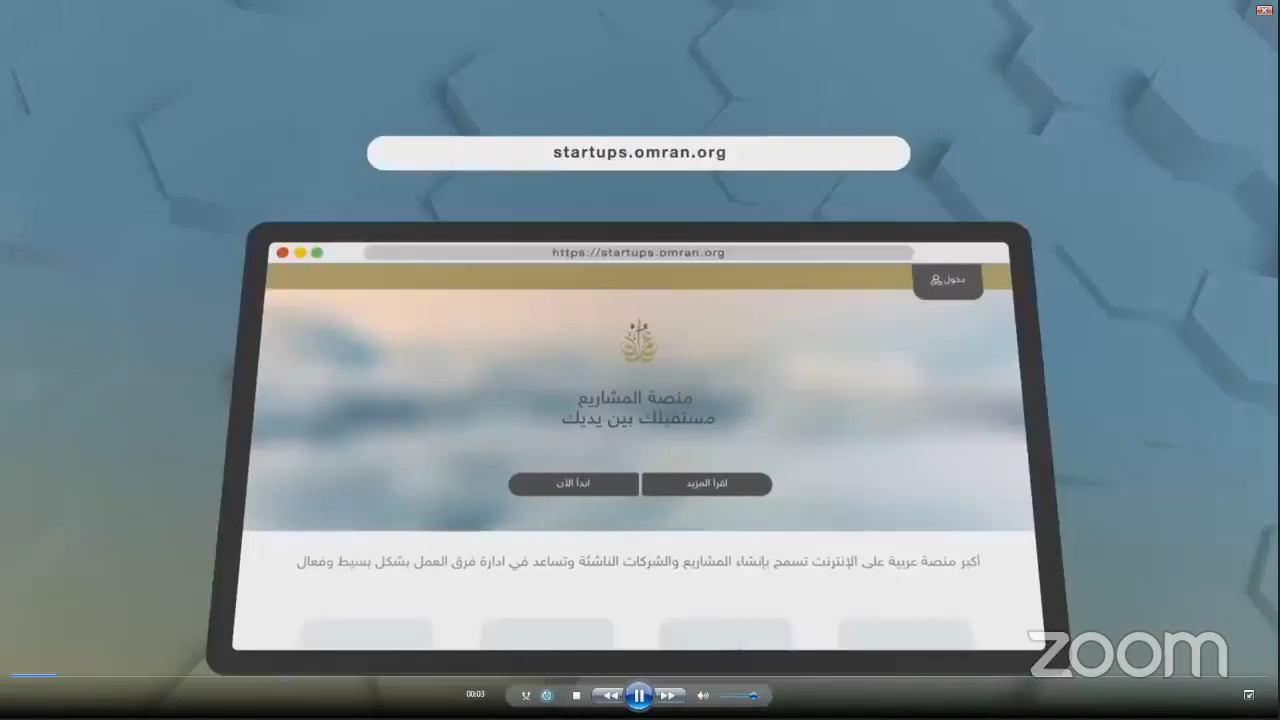 startups.omran.org
https://startups.omran.org
دخول
منصة المشاريع
مستقبلك بين يديك
اقرأ المزيد
ابدأ الآن
أكبر منصة عربية على الإنترنت تسمح بإنشاء المشاريع والشركات الناشئة وتساعد في ادارة فرق العمل بشكل بسيط وفعال
zoom
00:03